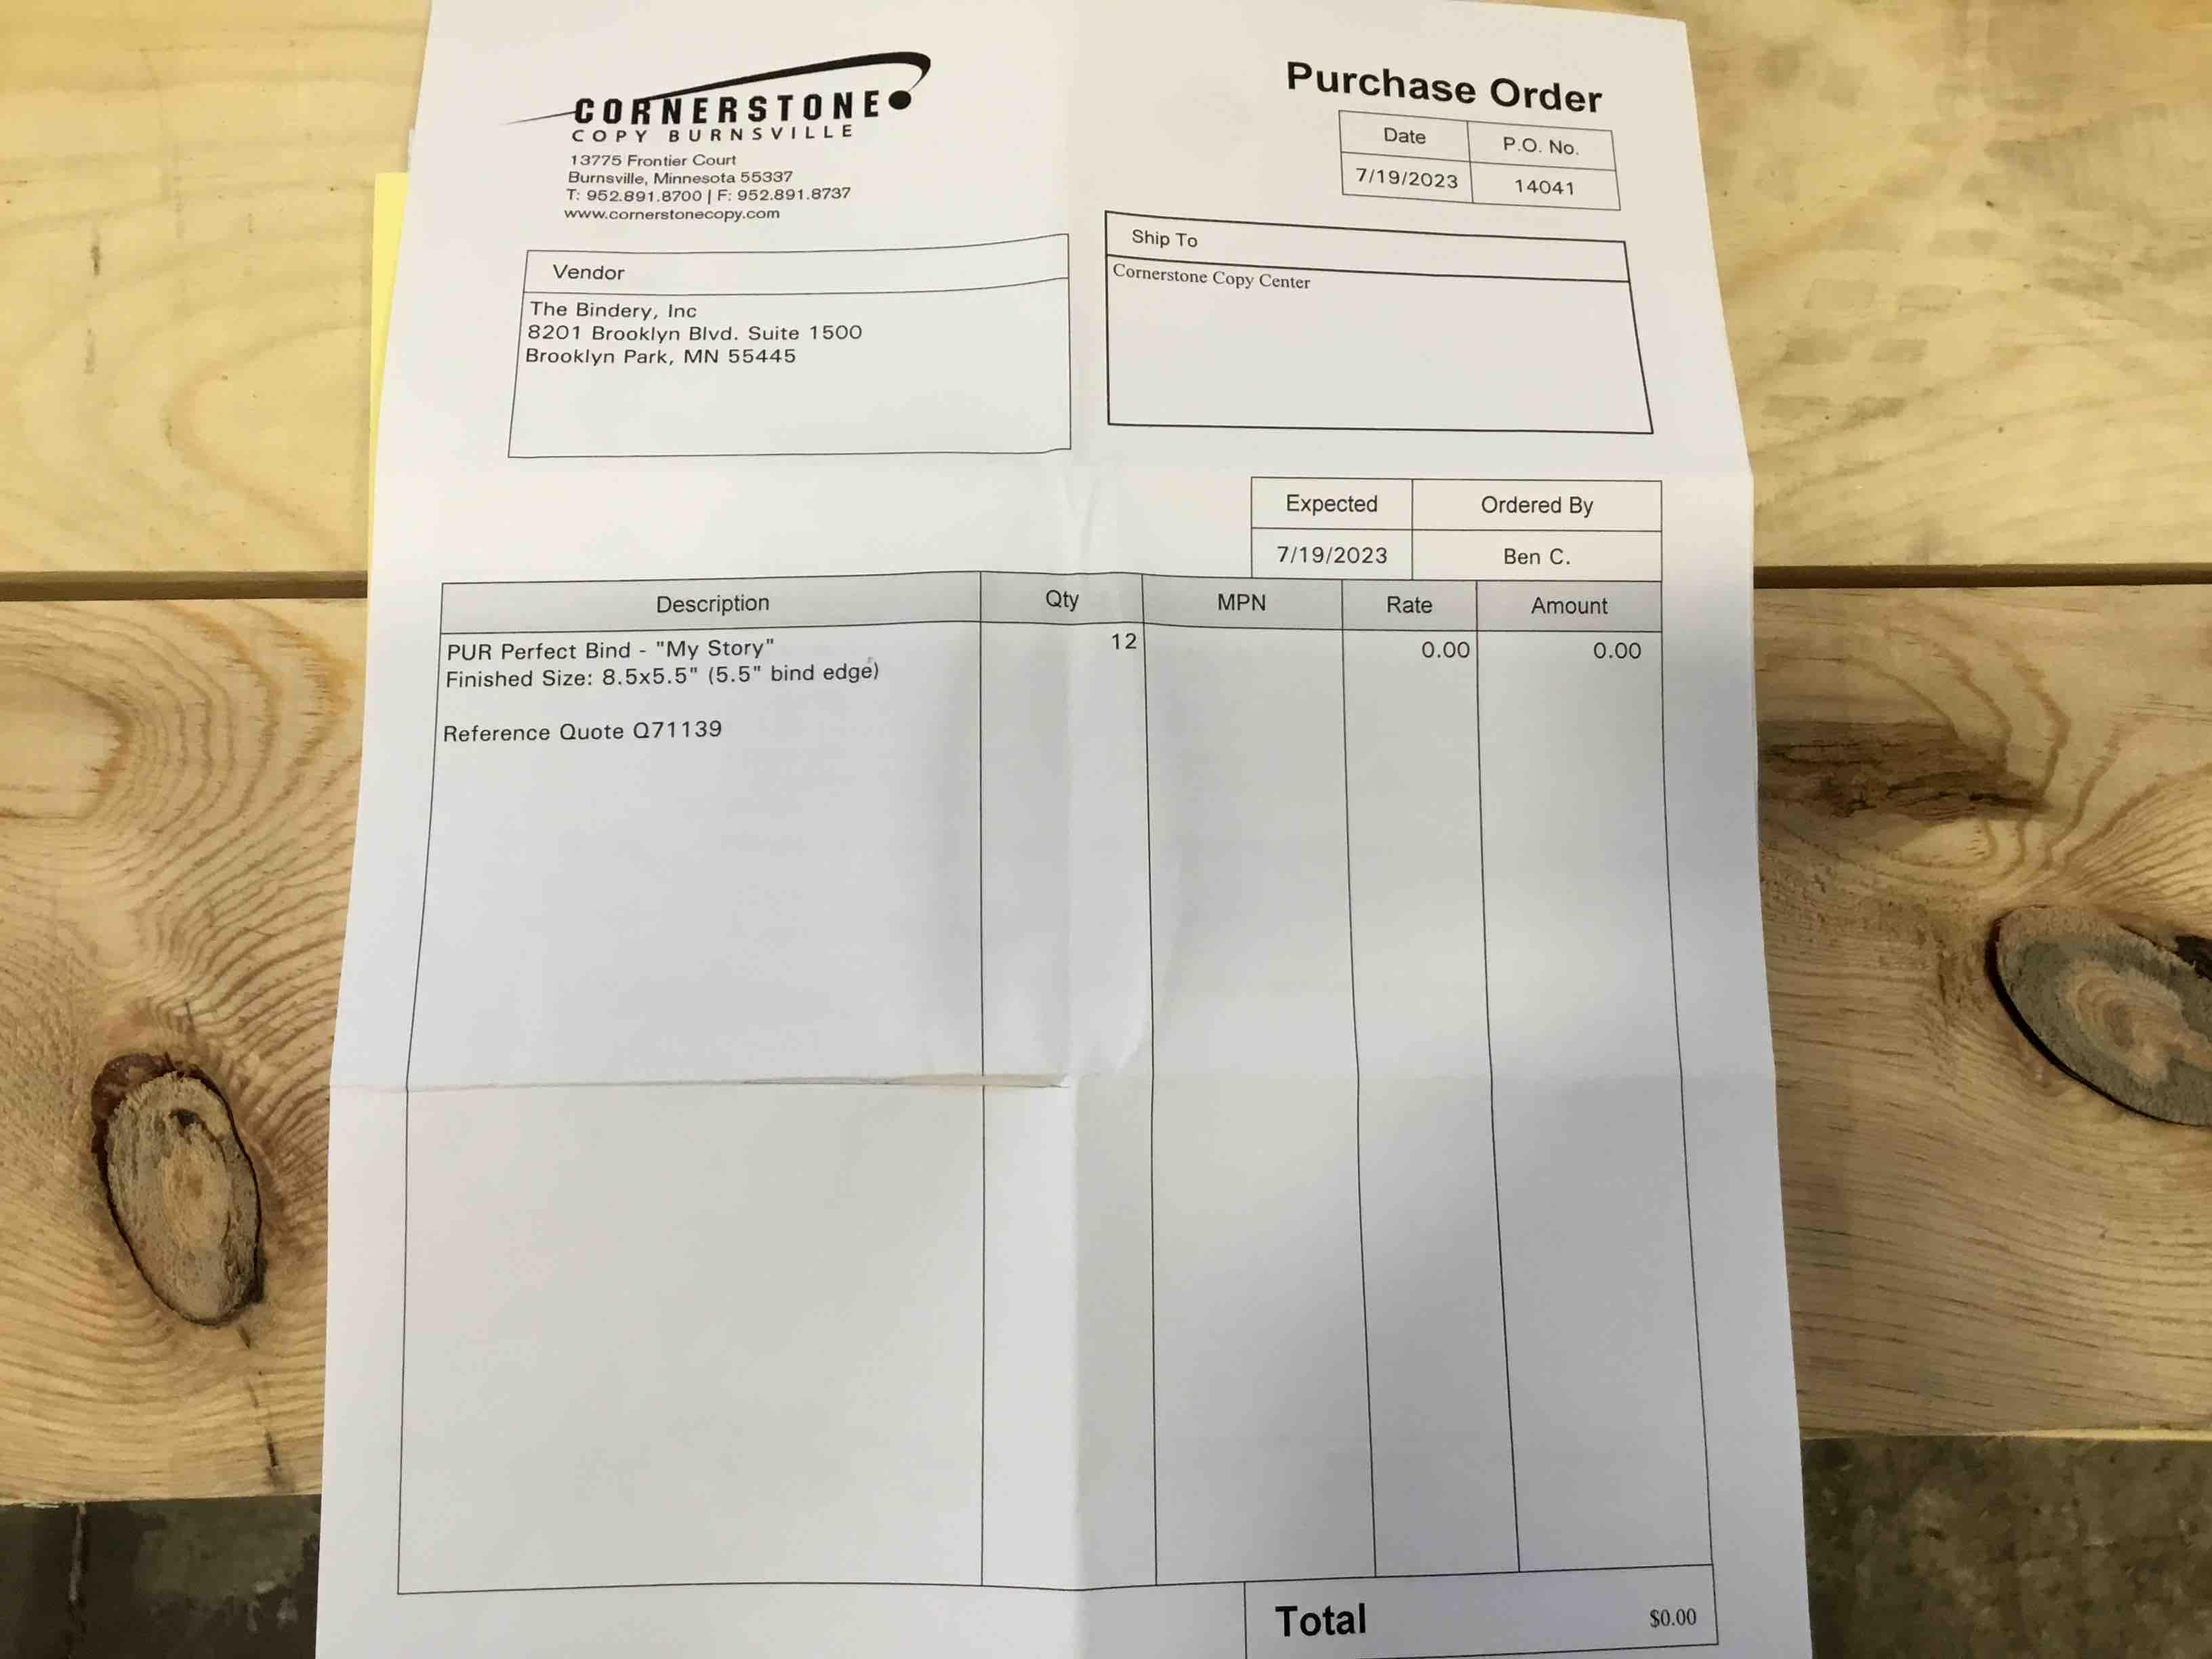 CORNERSTONE
COPY BURNSVILLE
13775 Frontier Court
Burnsville, Minnesota 55337
T: 952.891.8700 | F: 952.891.8737
www.cornerstonecopy.com
Purchase Order
Date P.O. No.
7/19/2023 14041
Vendor
The Bindery, Inc
8201 Brooklyn Blvd. Suite 1500
Brooklyn Park, MN 55445
Ship To
Cornerstone Copy Center
Expected Ordered By
7/19/2023 Ben C.
Description Qty MPN Rate Amount
PUR Perfect Bind - "My Story" 12 0.00 0.00
Finished Size: 8.5x5.5" (5.5" bind edge)
Reference Quote Q71139
Total $0.00